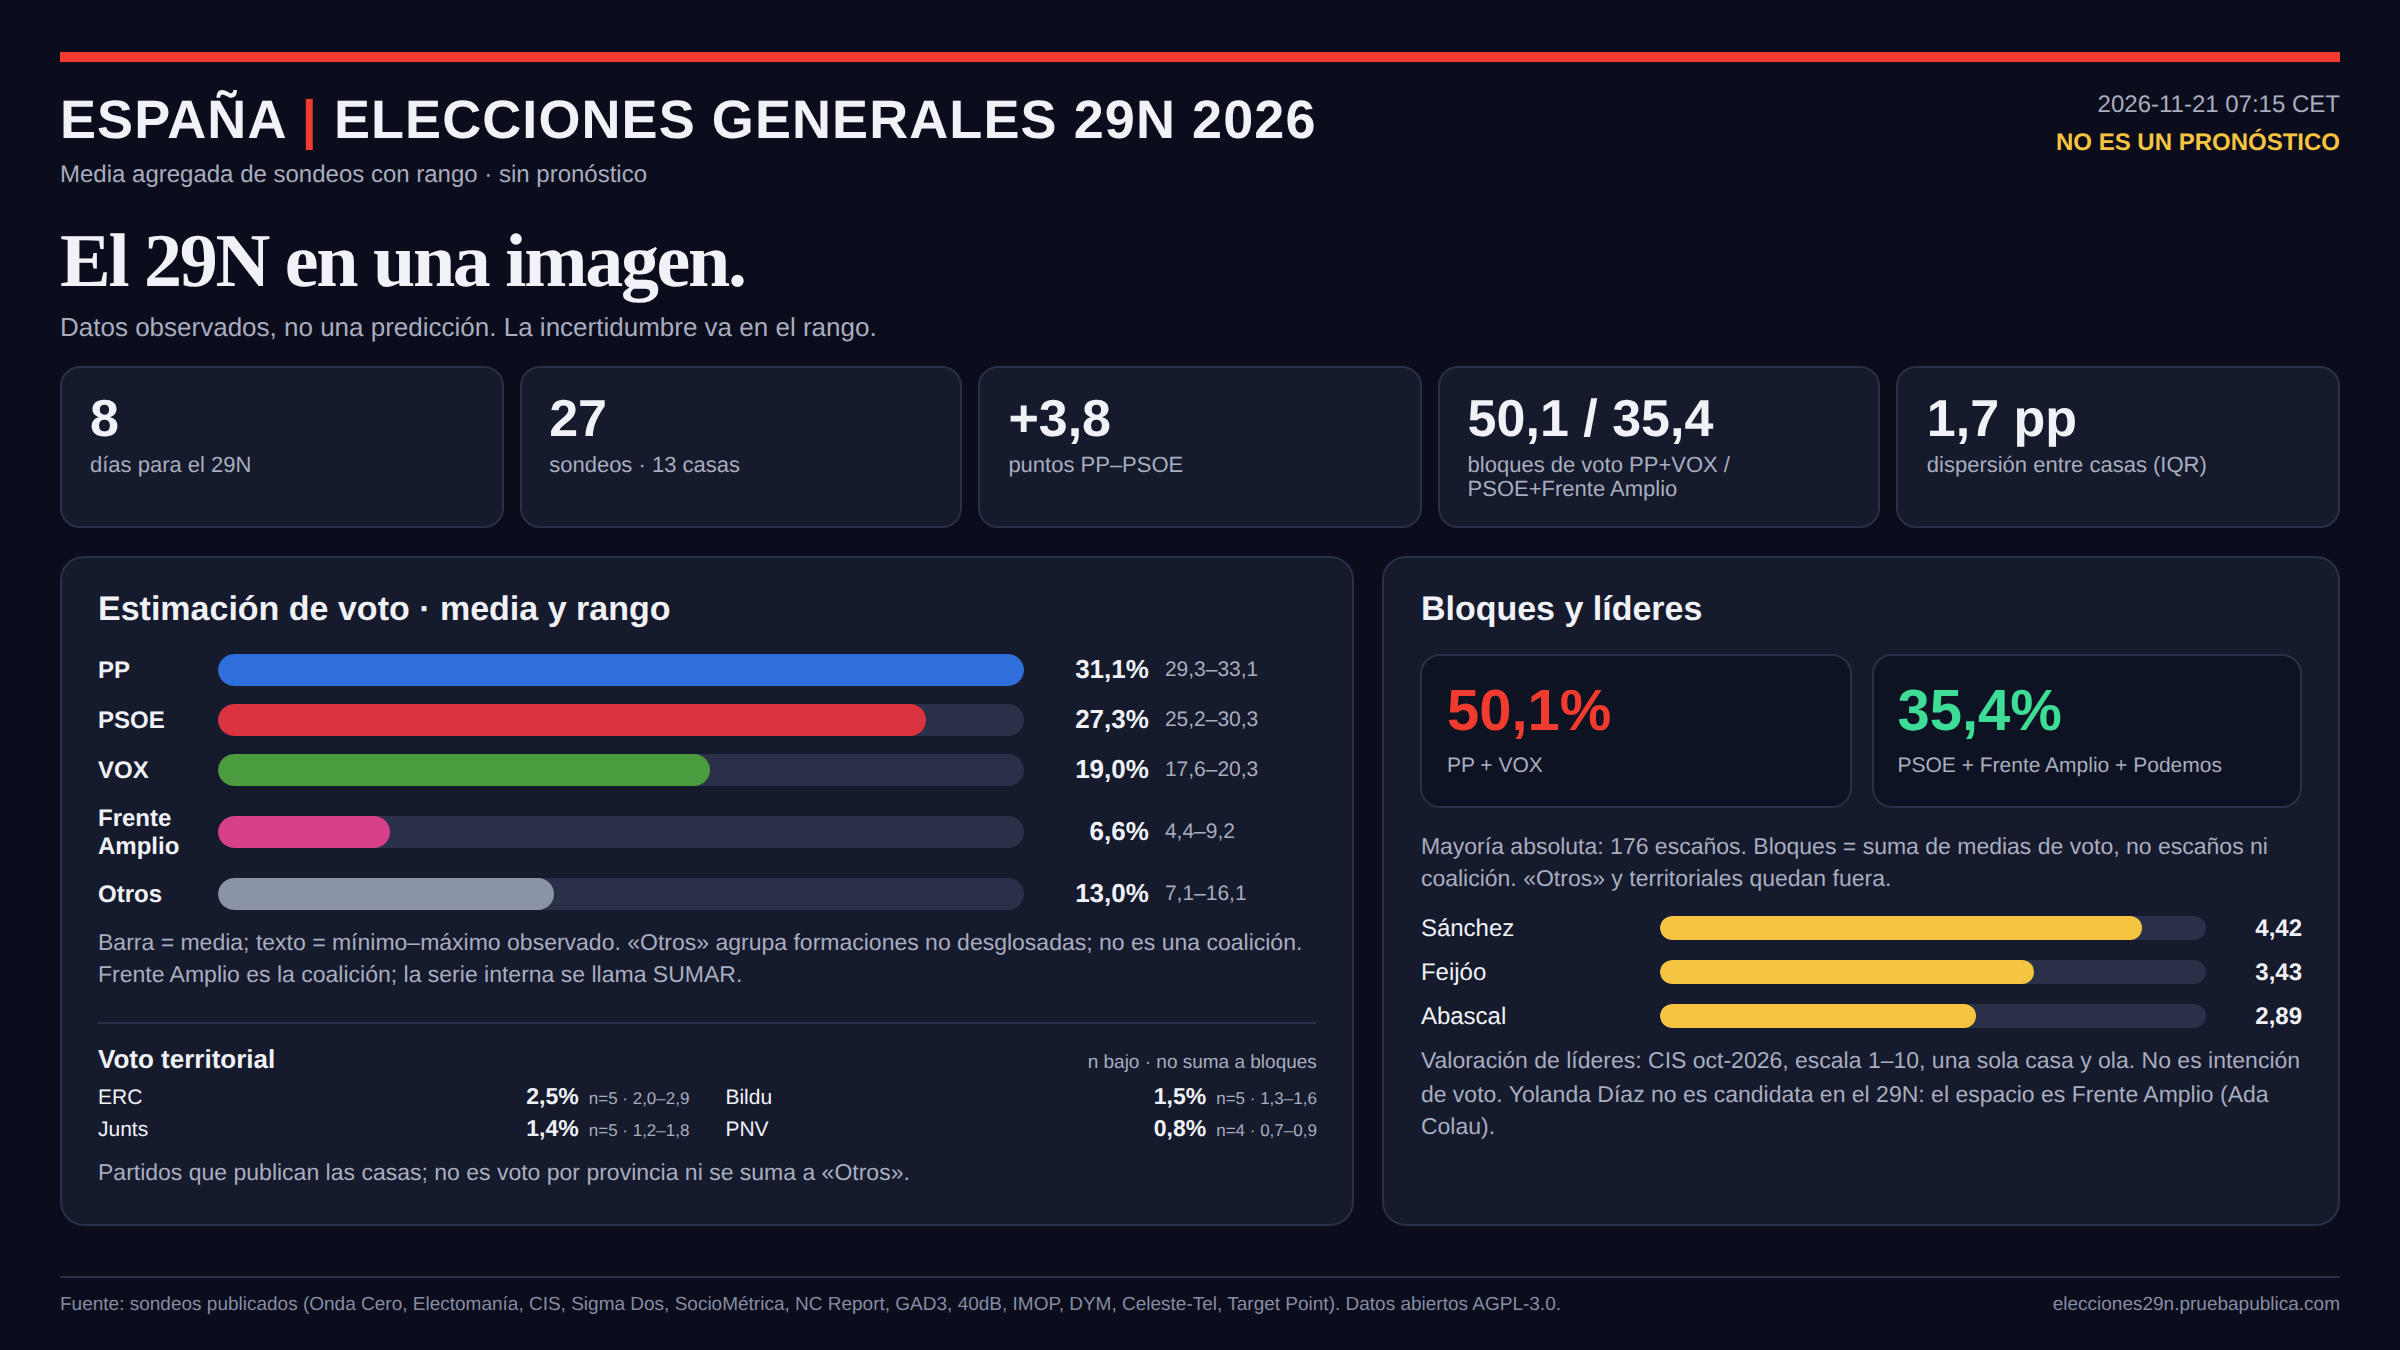 ESPAÑA | ELECCIONES GENERALES 29N 2026
2026-11-21 07:15 CET
NO ES UN PRONÓSTICO
Media agregada de sondeos con rango · sin pronóstico
El 29N en una imagen.
Datos observados, no una predicción. La incertidumbre va en el rango.
8
días para el 29N
27
sondeos · 13 casas
+3,8
puntos PP–PSOE
50,1 / 35,4
bloques de voto PP+VOX /
PSOE+Frente Amplio
1,7 pp
dispersión entre casas (IQR)
Estimación de voto · media y rango
PP 31,1% 29,3–33,1
PSOE 27,3% 25,2–30,3
VOX 19,0% 17,6–20,3
Frente
Amplio 6,6% 4,4–9,2
Otros 13,0% 7,1–16,1
Barra = media; texto = mínimo–máximo observado. «Otros» agrupa formaciones no desglosadas; no es una coalición.
Frente Amplio es la coalición; la serie interna se llama SUMAR.
Voto territorial n bajo · no suma a bloques
ERC 2,5% n=5 · 2,0–2,9 Bildu 1,5% n=5 · 1,3–1,6
Junts 1,4% n=5 · 1,2–1,8 PNV 0,8% n=4 · 0,7–0,9
Partidos que publican las casas; no es voto por provincia ni se suma a «Otros».
Bloques y líderes
50,1%
PP + VOX
35,4%
PSOE + Frente Amplio + Podemos
Mayoría absoluta: 176 escaños. Bloques = suma de medias de voto, no escaños ni
coalición. «Otros» y territoriales quedan fuera.
Sánchez 4,42
Feijóo 3,43
Abascal 2,89
Valoración de líderes: CIS oct-2026, escala 1–10, una sola casa y ola. No es intención
de voto. Yolanda Díaz no es candidata en el 29N: el espacio es Frente Amplio (Ada
Colau).
Fuente: sondeos publicados (Onda Cero, Electomanía, CIS, Sigma Dos, SocioMétrica, NC Report, GAD3, 40dB, IMOP, DYM, Celeste-Tel, Target Point). Datos abiertos AGPL-3.0.
elecciones29n.pruebapublica.com